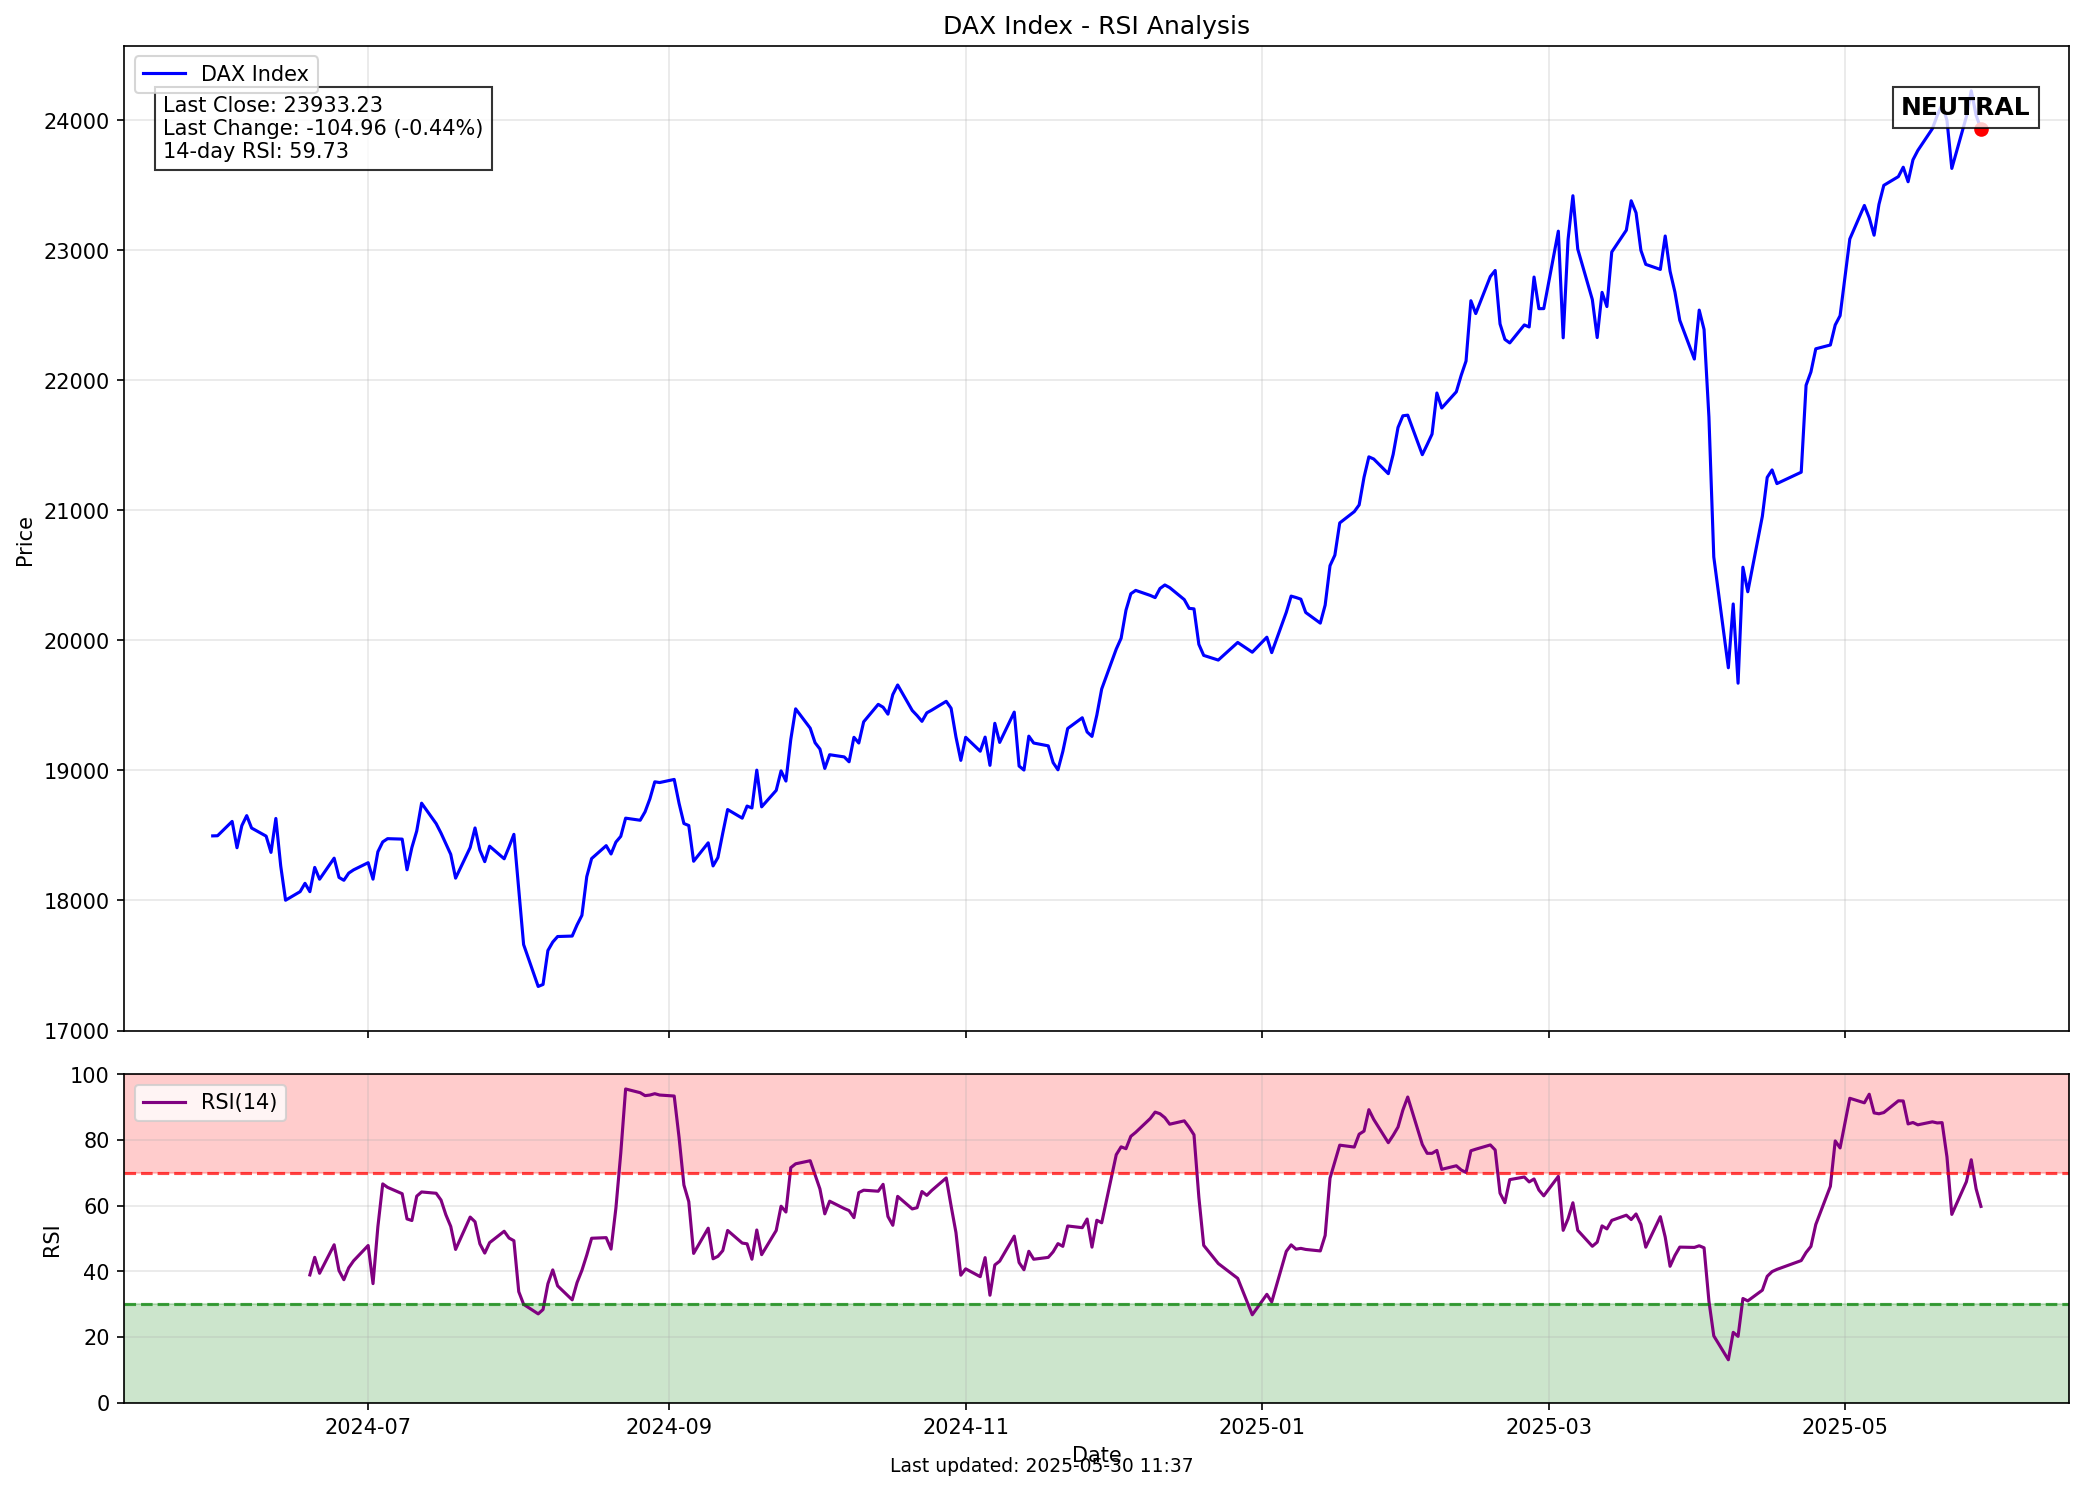 DAX Index - RSI Analysis
DAX Index
Last Close: 23933.23
Last Change: -104.96 (-0.44%)
14-day RSI: 59.73
NEUTRAL
24000
23000
22000
21000
20000
19000
18000
17000
Price
RSI(14)
100
80
60
40
20
0
RSI
2024-07
2024-09
2024-11
2025-01
2025-03
2025-05
Date
Last updated: 2025-05-30 11:37